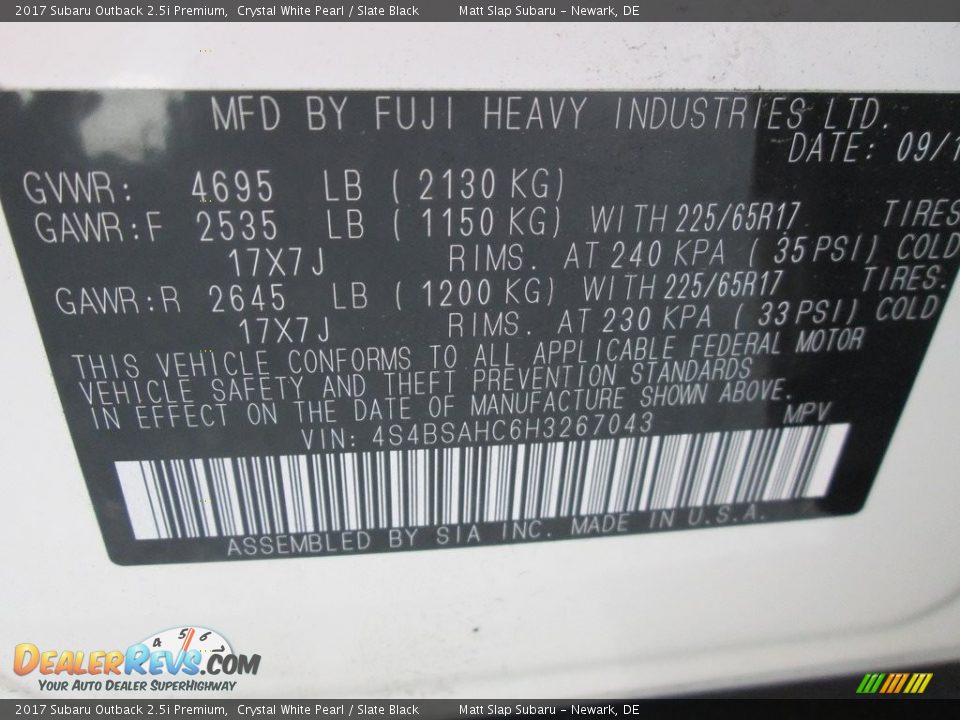 2017 Subaru Outback 2.5i Premium, Crystal White Pearl / Slate Black Matt Slap Subaru - Newark, DE
MFD BY FUJI HEAVY INDUSTRIES LTD.
DATE: 09/1
GVWR: 4695 LB ( 2130 KG)
GAWR:F 2535 LB ( 1150 KG) WITH 225/65R17 TIRES
17X7J RIMS. AT 240 KPA ( 35 PSI) COLD
GAWR:R 2645 LB ( 1200 KG) WITH 225/65R17 TIRES.
17X7J RIMS. AT 230 KPA ( 33 PSI) COLD
THIS VEHICLE CONFORMS TO ALL APPLICABLE FEDERAL MOTOR
VEHICLE SAFETY AND THEFT PREVENTION STANDARDS
IN EFFECT ON THE DATE OF MANUFACTURE SHOWN ABOVE.
VIN: 4S4BSAHC6H3267043 MPV
ASSEMBLED BY SIA INC. MADE IN U.S.A.
4 5 6
DEALERREVS.COM
YOUR AUTO DEALER SUPERHIGHWAY
2017 Subaru Outback 2.5i Premium, Crystal White Pearl / Slate Black Matt Slap Subaru - Newark, DE